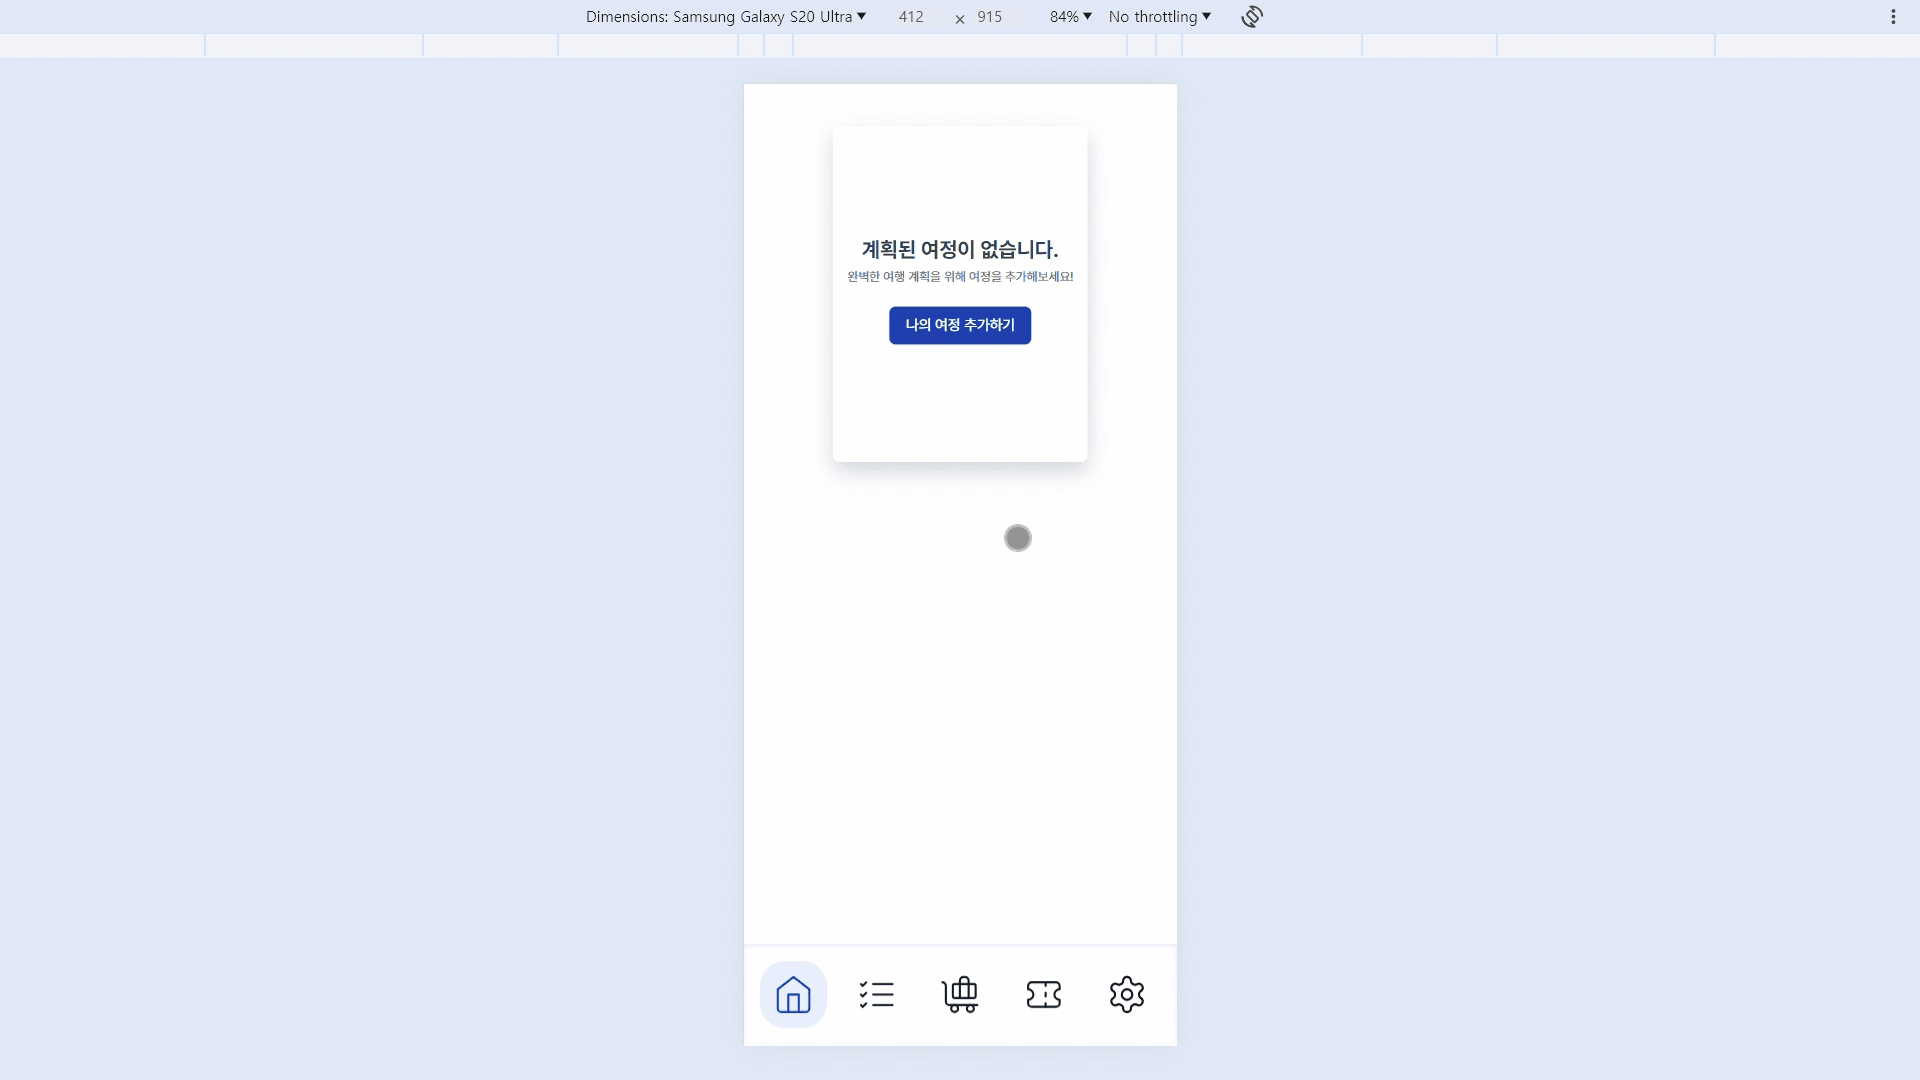 Dimensions: Samsung Galaxy S20 Ultra ▼ 412 × 915 84% ▼ No throttling ▼
계획된 여정이 없습니다.
완벽한 여행 계획을 위해 여정을 추가해보세요!
나의 여정 추가하기